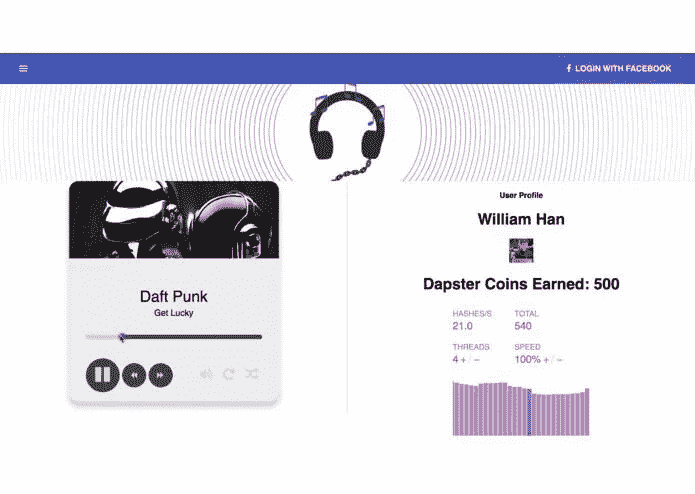 LOGIN WITH FACEBOOK
Daft Punk
Get Lucky
User Profile
William Han
Dapster Coins Earned: 500
HASHES/S TOTAL
21.0 540
THREADS SPEED
4 + / − 100% + / −